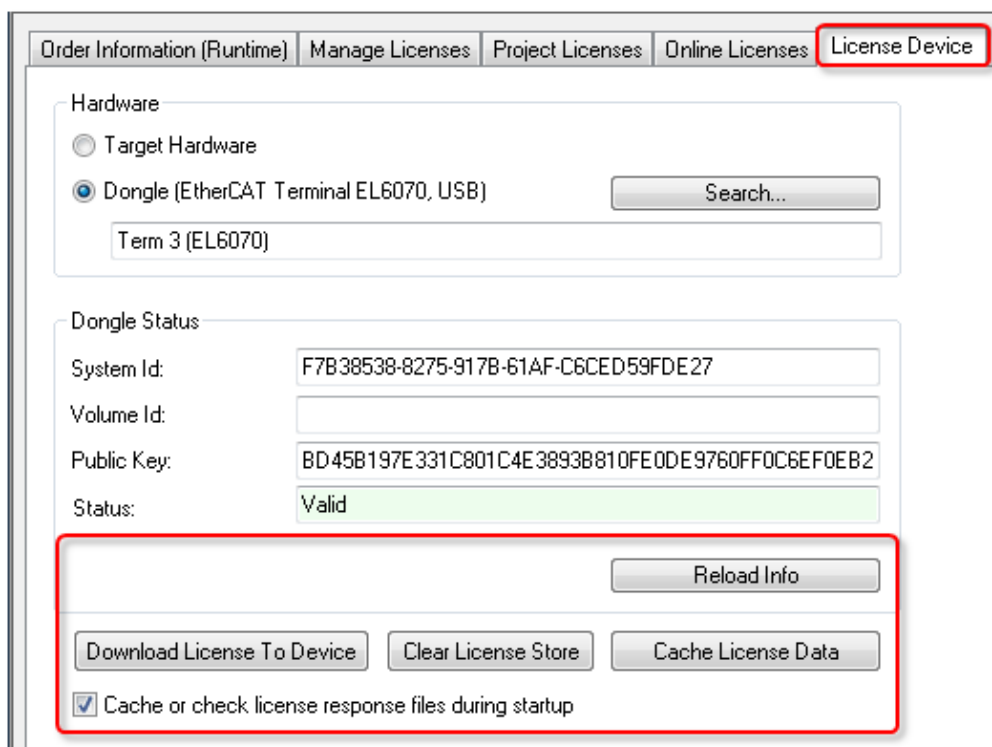 Order Information (Runtime) Manage Licenses Project Licenses Online Licenses License Device
Hardware
Target Hardware
Dongle (EtherCAT Terminal EL6070, USB) Search...
Term 3 (EL6070)
Dongle Status
System Id: F7B38538-8275-917B-61AF-C6CED59FDE27
Volume Id:
Public Key: BD45B197E331C801C4E3893B810FE0DE9760FF0C6EF0EB2
Status: Valid
Reload Info
Download License To Device Clear License Store Cache License Data
Cache or check license response files during startup